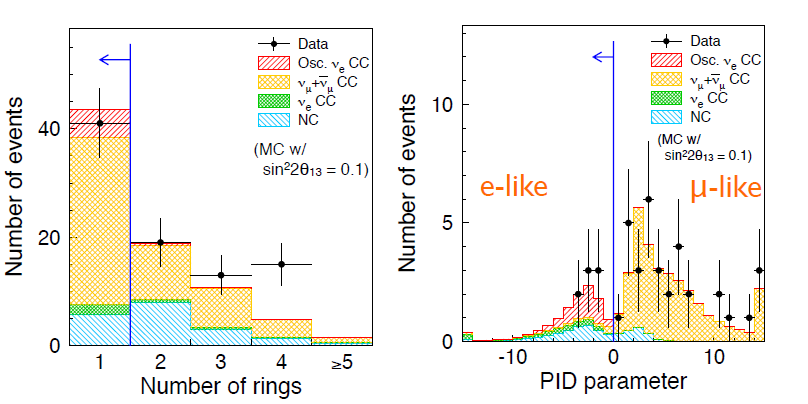 Number of events
40
20
0
Data
Osc. νe CC
νμ+ν̅μ CC
νe CC
NC
(MC w/
sin²2θ13 = 0.1)
1 2 3 4 ≥5
Number of rings
Number of events
10
5
0
Data
Osc. νe CC
νμ+ν̅μ CC
νe CC
NC
(MC w/
sin²2θ13 = 0.1)
e-like
μ-like
-10 0 10
PID parameter